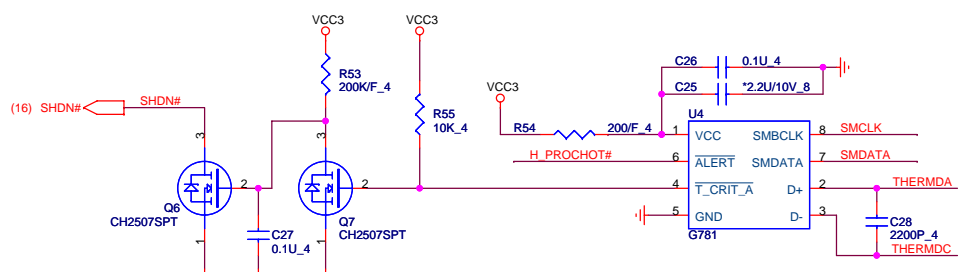 VCC3
VCC3
R53
200K/F_4
R55
10K_4
(16) SHDN# SHDN#
3
2
1
Q6
CH2507SPT
C27
0.1U_4
3
2
1
Q7
CH2507SPT
C26 0.1U_4
C25 *2.2U/10V_8
VCC3
R54 200/F_4
H_PROCHOT#
U4
1 VCC SMBCLK 8 SMCLK
6 ALERT SMDATA 7 SMDATA
4 T_CRIT_A D+ 2 THERMDA
5 GND D- 3
G781
C28
2200P_4
THERMDC